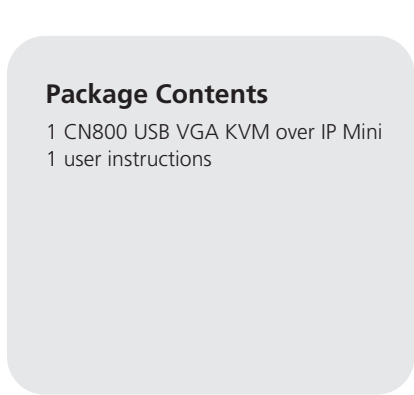 Package Contents
1 CN800 USB VGA KVM over IP Mini
1 user instructions